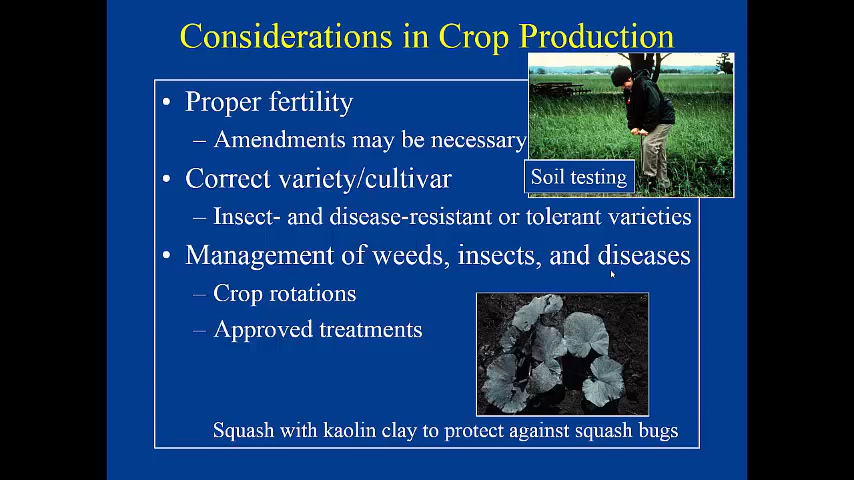 Considerations in Crop Production
• Proper fertility
– Amendments may be necessary
Soil testing
• Correct variety/cultivar
– Insect- and disease-resistant or tolerant varieties
• Management of weeds, insects, and diseases
– Crop rotations
– Approved treatments
Squash with kaolin clay to protect against squash bugs